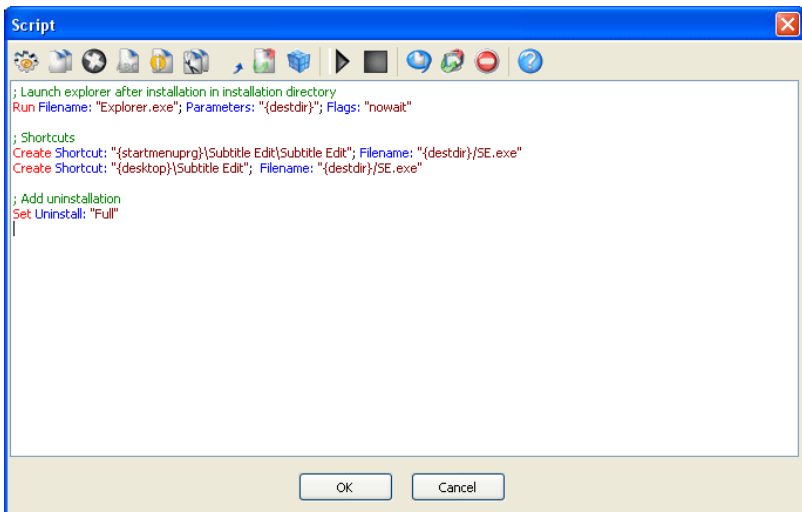 Script
; Launch explorer after installation in installation directory
Run Filename: "Explorer.exe"; Parameters: "{destdir}"; Flags: "nowait"
; Shortcuts
Create Shortcut: "{startmenuprg}\Subtitle Edit\Subtitle Edit"; Filename: "{destdir}/SE.exe"
Create Shortcut: "{desktop}\Subtitle Edit";  Filename: "{destdir}/SE.exe"
; Add uninstallation
Set Uninstall: "Full"
OK
Cancel